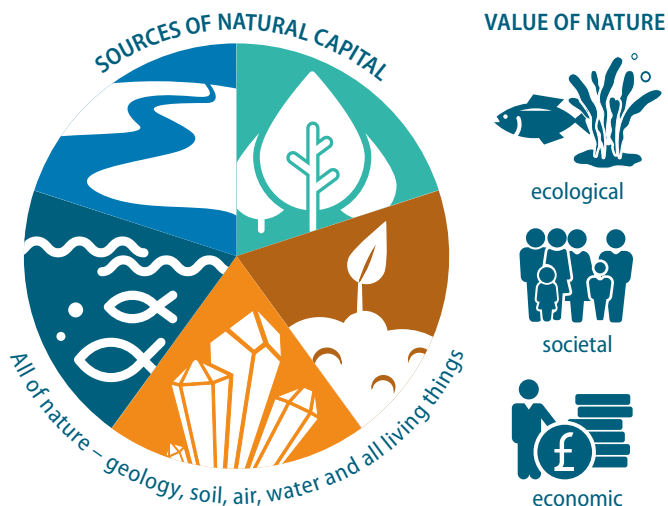 SOURCES OF NATURAL CAPITAL
All of nature – geology, soil, air, water and all living things
VALUE OF NATURE
ecological
societal
£
economic